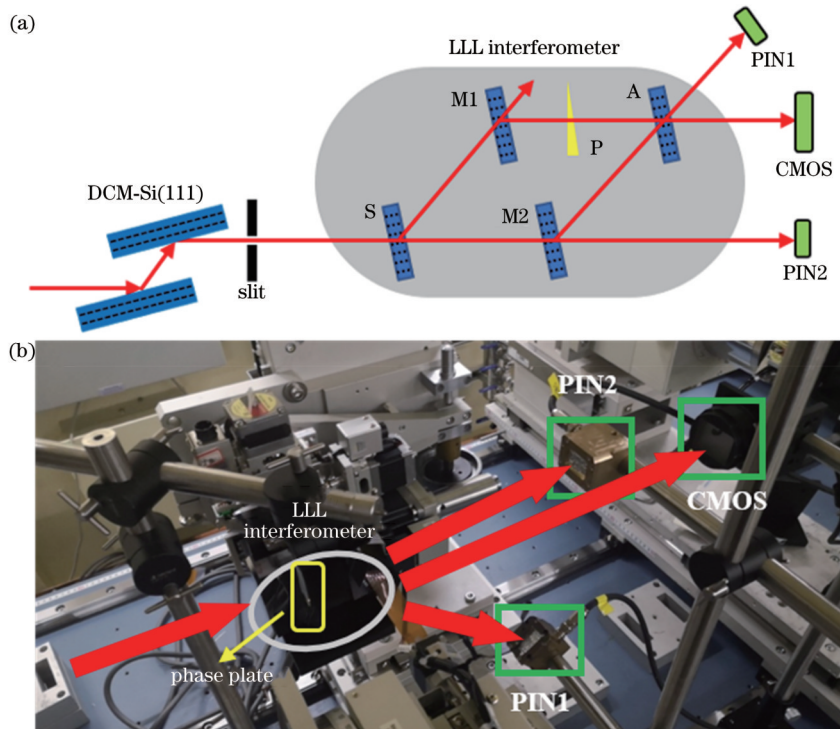 (a)
LLL interferometer
PIN1
M1
A
P
CMOS
DCM-Si(111)
S
M2
slit
PIN2
(b)
PIN2
CMOS
LLL
interferometer
phase plate
PIN1